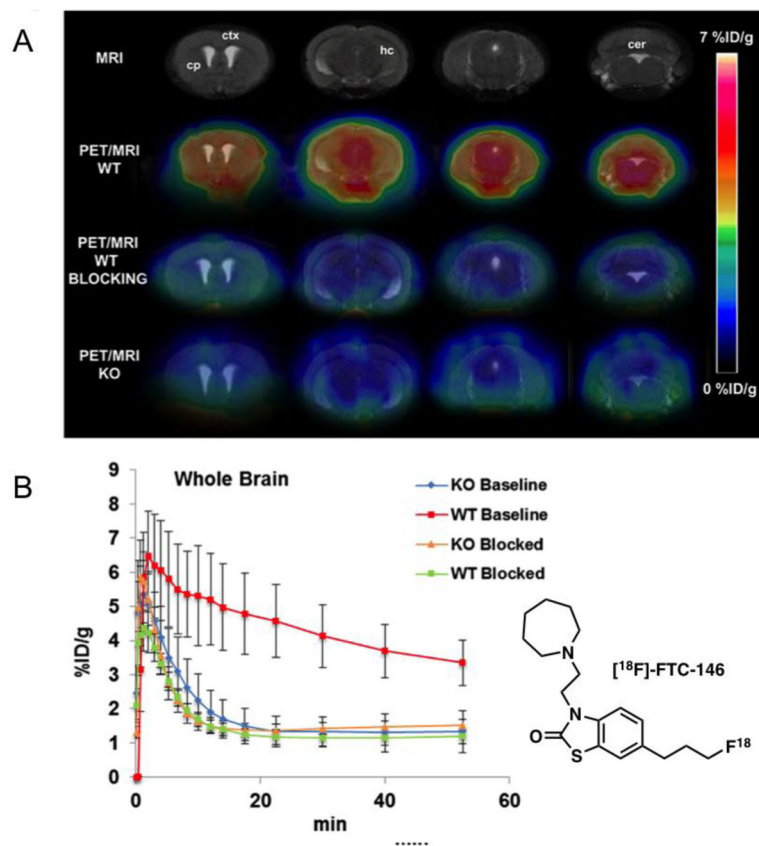 A
MRI
cp
ctx
hc
cer
7 %ID/g
PET/MRI
WT
PET/MRI
WT
BLOCKING
PET/MRI
KO
0 %ID/g
B
Whole Brain
KO Baseline
WT Baseline
KO Blocked
WT Blocked
9
8
7
6
5
4
3
2
1
0
%ID/g
0
20
40
60
min
[18F]-FTC-146
N
N
O
S
F18